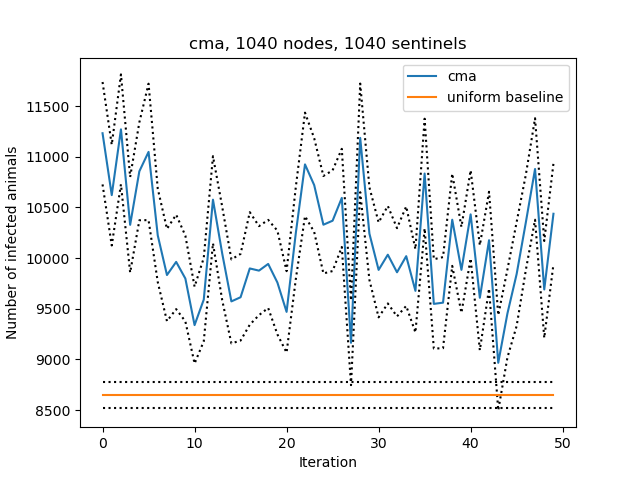 cma, 1040 nodes, 1040 sentinels
cma
uniform baseline
Number of infected animals
11500
11000
10500
10000
9500
9000
8500
0 10 20 30 40 50
Iteration